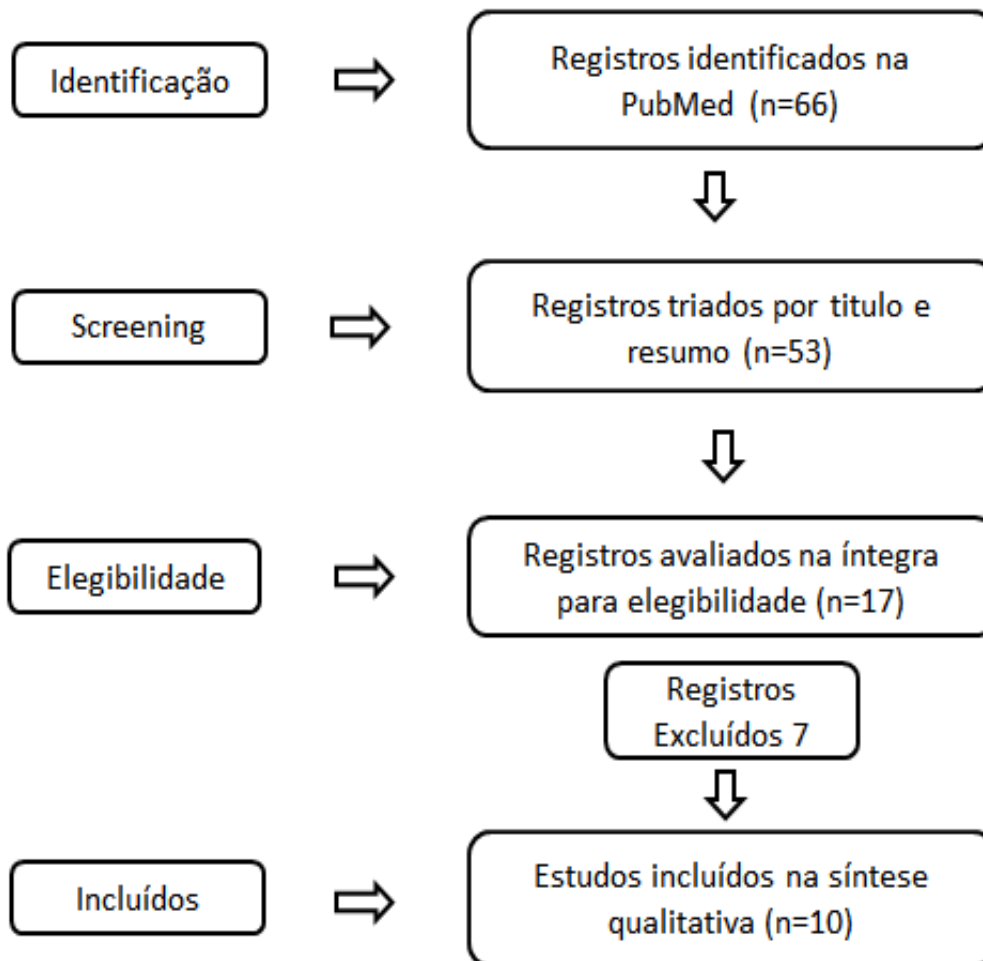 Identificação
Registros identificados na
PubMed (n=66)
Screening
Registros triados por titulo e
resumo (n=53)
Elegibilidade
Registros avaliados na íntegra
para elegibilidade (n=17)
Registros
Excluídos 7
Incluídos
Estudos incluídos na síntese
qualitativa (n=10)